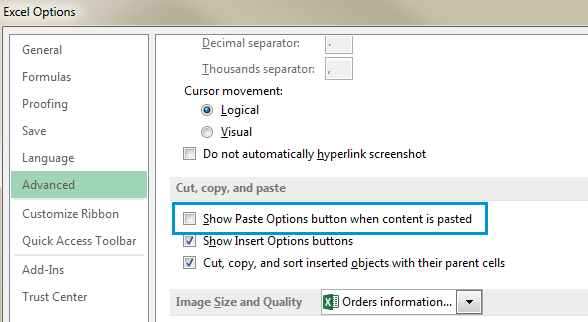 Excel Options
General
Formulas
Proofing
Save
Language
Advanced
Customize Ribbon
Quick Access Toolbar
Add-Ins
Trust Center
Decimal separator: .
Thousands separator: ,
Cursor movement:
Logical
Visual
Do not automatically hyperlink screenshot
Cut, copy, and paste
Show Paste Options button when content is pasted
Show Insert Options buttons
Cut, copy, and sort inserted objects with their parent cells
Image Size and Quality Orders information...